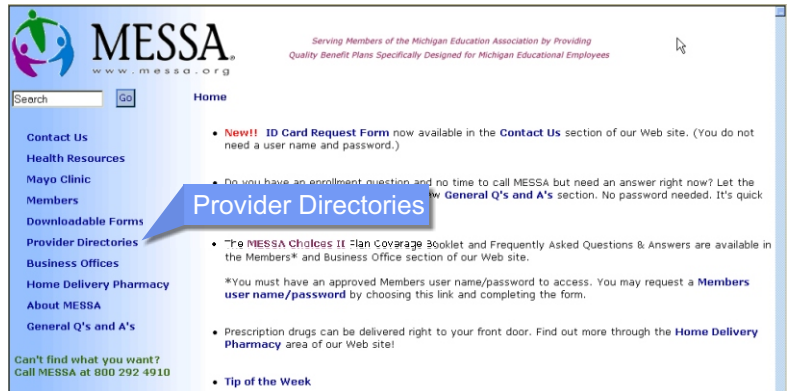 MESSA®
www.messa.org
Serving Members of the Michigan Education Association by Providing
Quality Benefit Plans Specifically Designed for Michigan Educational Employees
Search Go
Home
Contact Us
Health Resources
Mayo Clinic
Members
Downloadable Forms
Provider Directories
Business Offices
Home Delivery Pharmacy
About MESSA
General Q's and A's
Can't find what you want?
Call MESSA at 800 292 4910
Provider Directories
• New!! ID Card Request Form now available in the Contact Us section of our Web site. (You do not
need a user name and password.)
• Do you have an enrollment question and no time to call MESSA but need an answer right now? Let the
General Q's and A's section. No password needed. It's quick
• The MESSA Choices II Plan Coverage Booklet and Frequently Asked Questions & Answers are available in
the Members* and Business Office section of our Web site.
*You must have an approved Members user name/password to access. You may request a Members
user name/password by choosing this link and completing the form.
• Prescription drugs can be delivered right to your front door. Find out more through the Home Delivery
Pharmacy area of our Web site!
• Tip of the Week